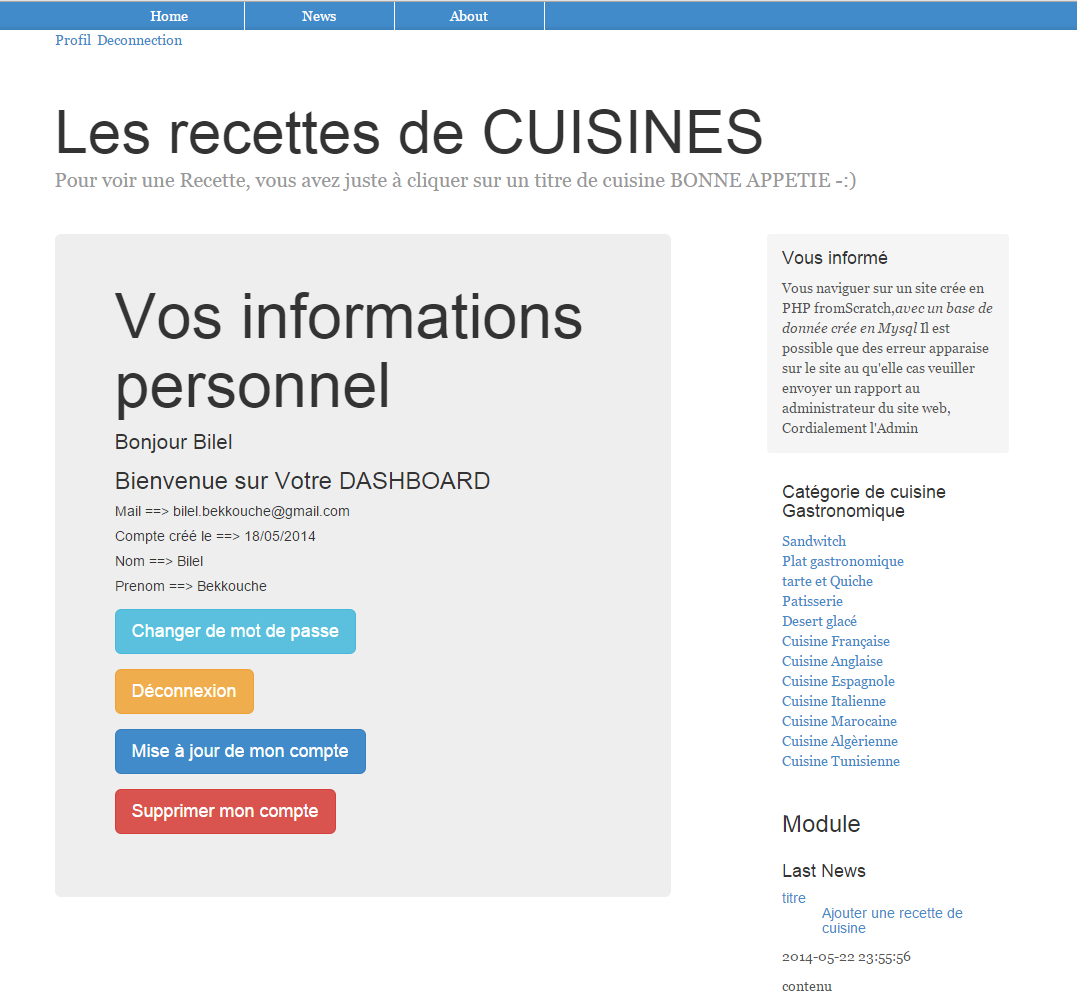 Home News About
Profil Deconnection
Les recettes de CUISINES
Pour voir une Recette, vous avez juste à cliquer sur un titre de cuisine BONNE APPETIE -:)
Vos informations
personnel
Bonjour Bilel
Bienvenue sur Votre DASHBOARD
Mail ==> bilel.bekkouche@gmail.com
Compte créé le ==> 18/05/2014
Nom ==> Bilel
Prenom ==> Bekkouche
Changer de mot de passe
Déconnexion
Mise à jour de mon compte
Supprimer mon compte
Vous informé
Vous naviguer sur un site crée en
PHP fromScratch,avec un base de
donnée crée en Mysql Il est
possible que des erreur apparaise
sur le site au qu'elle cas veuiller
envoyer un rapport au
administrateur du site web,
Cordialement l'Admin
Catégorie de cuisine
Gastronomique
Sandwitch
Plat gastronomique
tarte et Quiche
Patisserie
Desert glacé
Cuisine Française
Cuisine Anglaise
Cuisine Espagnole
Cuisine Italienne
Cuisine Marocaine
Cuisine Algèrienne
Cuisine Tunisienne
Module
Last News
titre
Ajouter une recette de
cuisine
2014-05-22 23:55:56
contenu